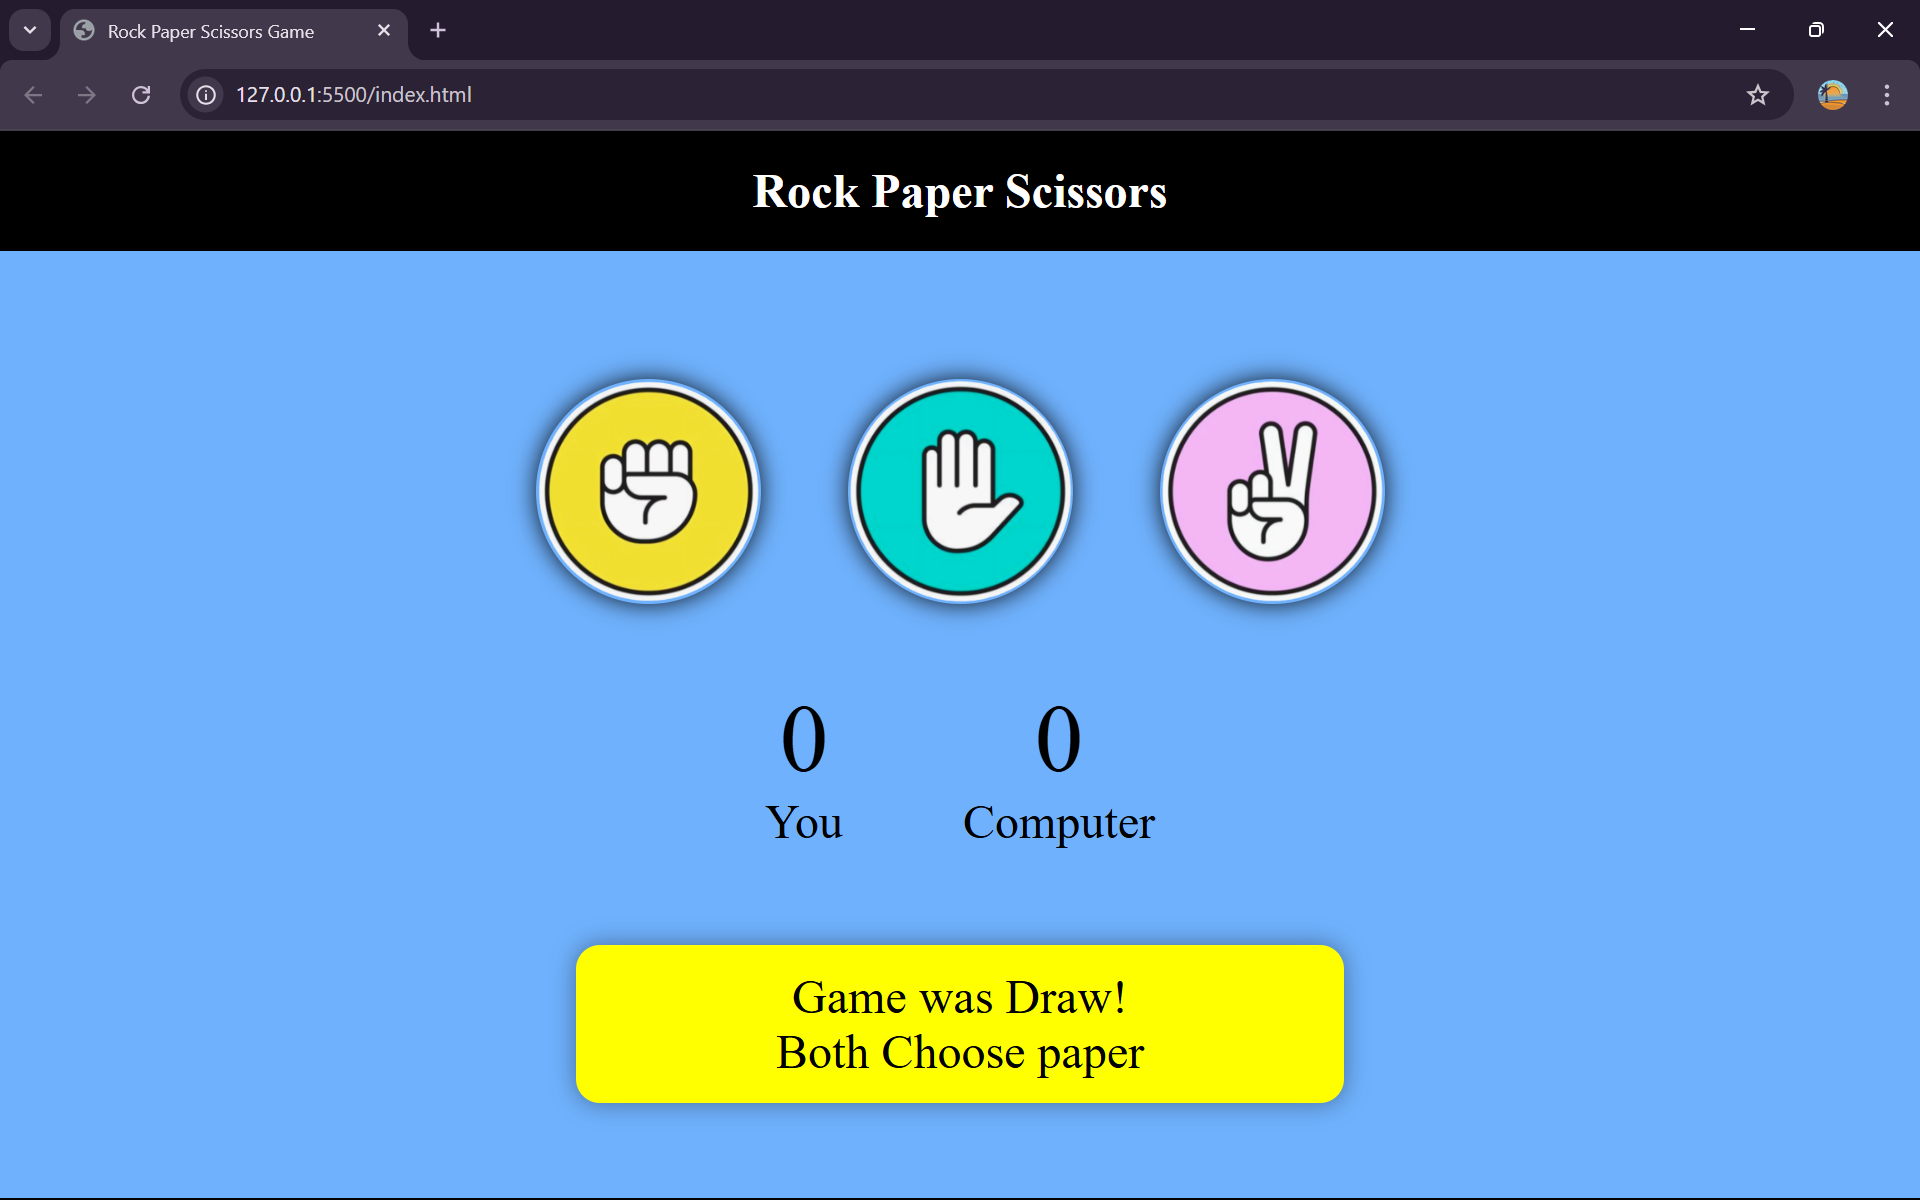 Rock Paper Scissors Game
127.0.0.1:5500/index.html
Rock Paper Scissors
0 0
You Computer
Game was Draw!
Both Choose paper